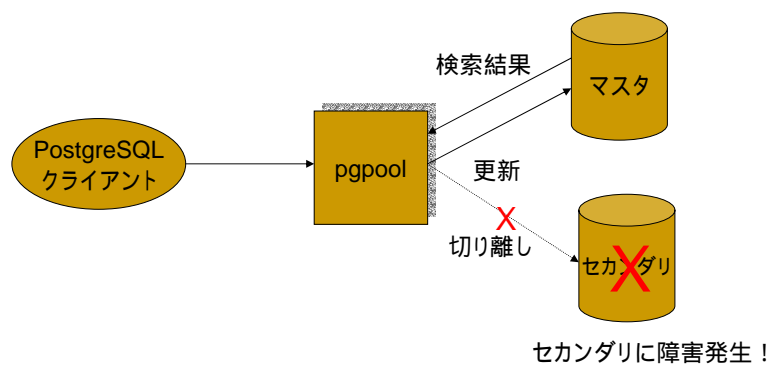 検索結果
マスタ
PostgreSQL
クライアント
pgpool
更新
X
切り離し
セカンダリ
X
セカンダリに障害発生！